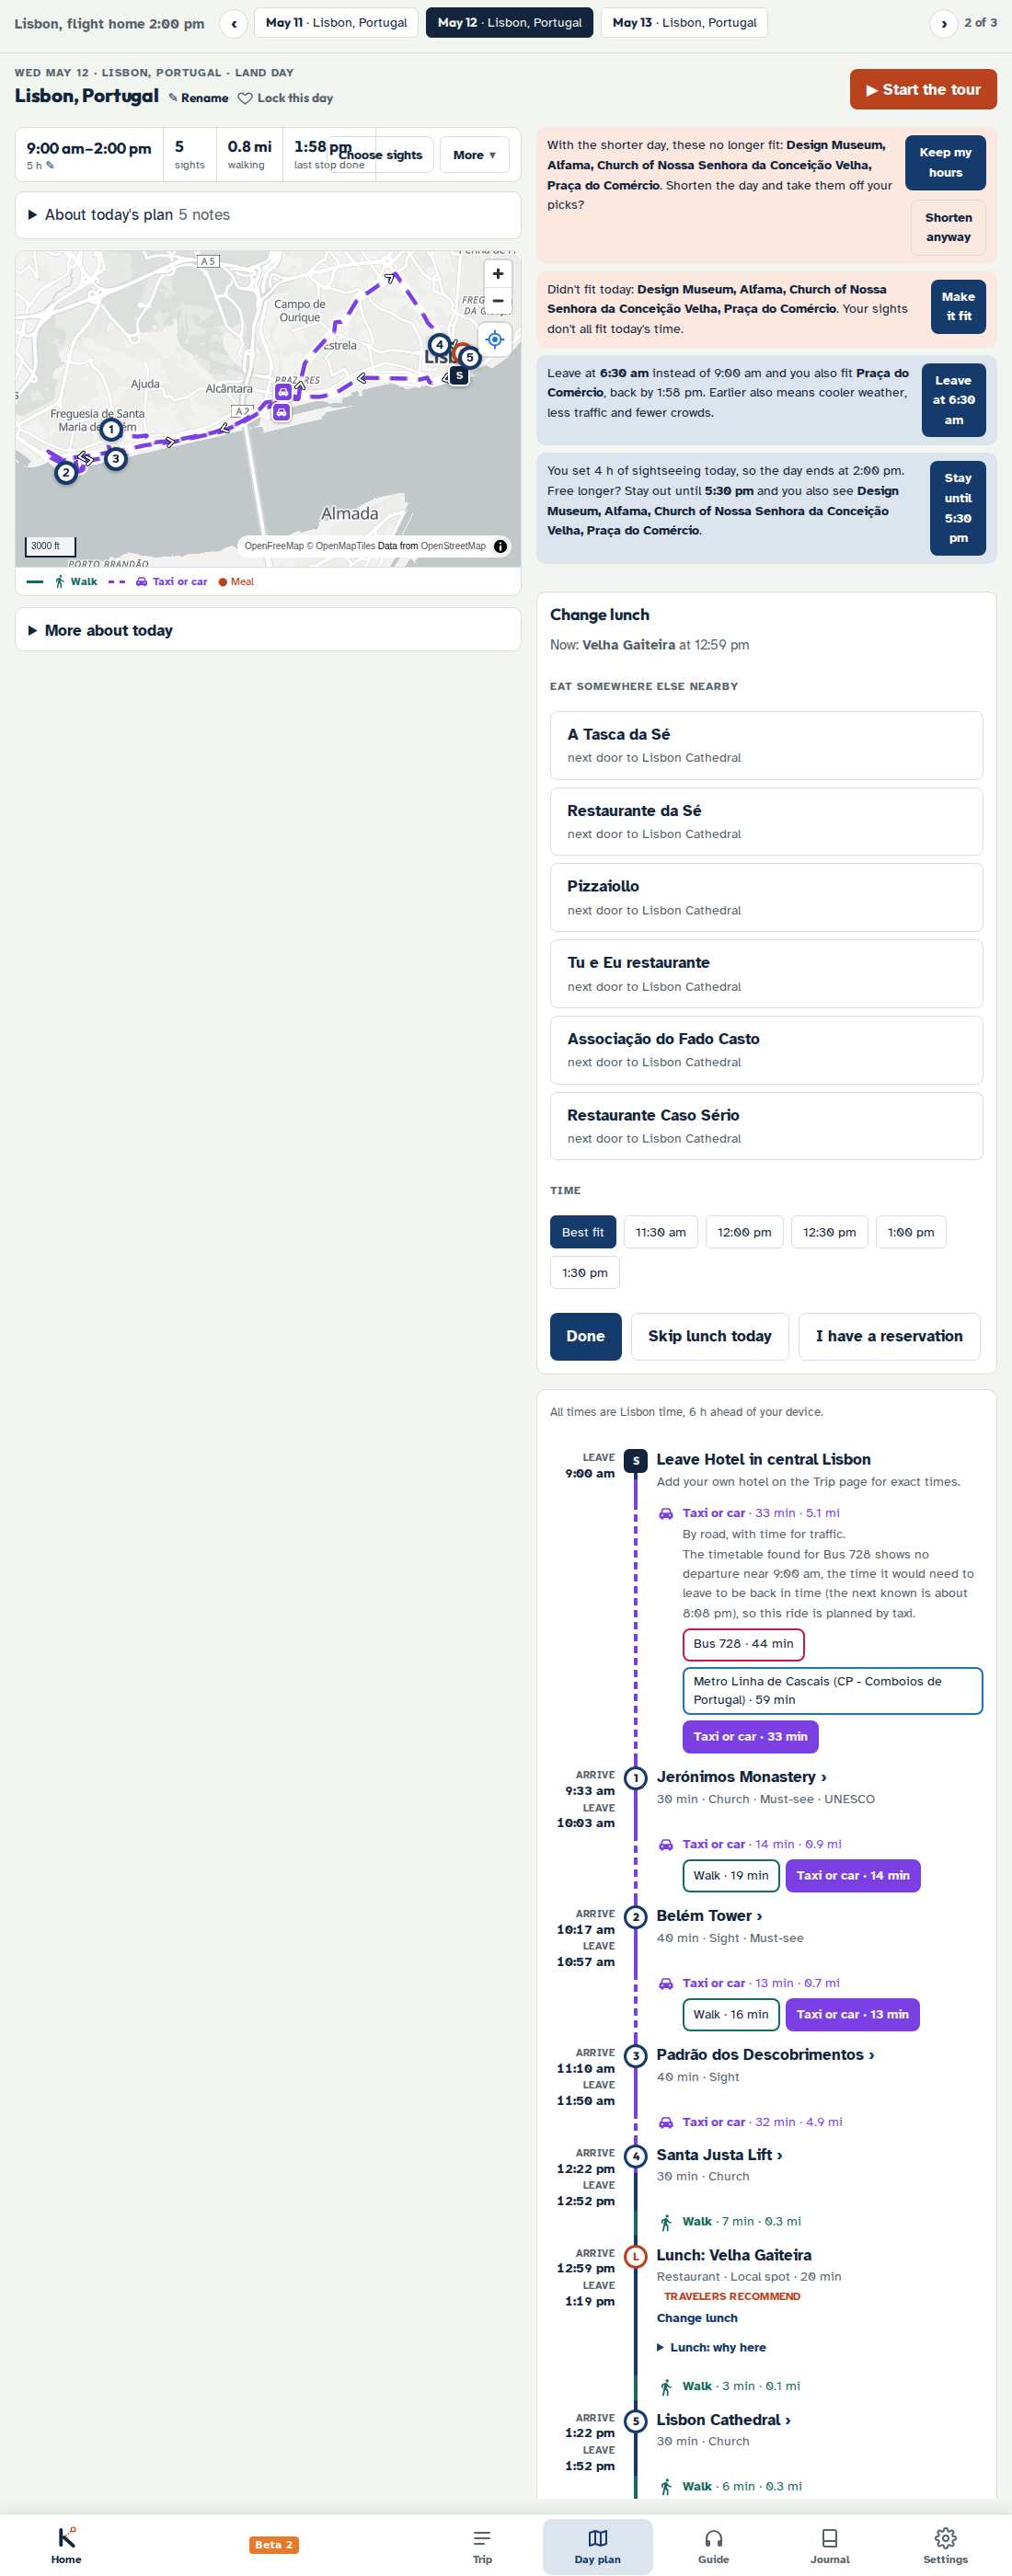 Lisbon, flight home 2:00 pm
‹
May 11 · Lisbon, Portugal
May 12 · Lisbon, Portugal
May 13 · Lisbon, Portugal
›
2 of 3
WED MAY 12 · LISBON, PORTUGAL · LAND DAY
Lisbon, Portugal ✎ Rename Lock this day
▶ Start the tour
9:00 am–2:00 pm
5 h ✎
5
sights
0.8 mi
walking
1:58 pm
last stop done
Choose sights
More ▼
▶ About today's plan 5 notes
A 5
Campo de
Ourique
Estrela
Ajuda
Alcântara
A 2
Freguesia de Santa
Almada
PORTO BRANDÃO
+
−
1
2
3
4
5
S
3000 ft
OpenFreeMap © OpenMapTiles Data from OpenStreetMap
Walk
Taxi or car
Meal
▶ More about today
With the shorter day, these no longer fit: Design Museum,
Alfama, Church of Nossa Senhora da Conceição Velha,
Praça do Comércio. Shorten the day and take them off your
picks?
Keep my
hours
Shorten
anyway
Didn't fit today: Design Museum, Alfama, Church of Nossa
Senhora da Conceição Velha, Praça do Comércio. Your sights
don't all fit today's time.
Make
it fit
Leave at 6:30 am instead of 9:00 am and you also fit Praça do
Comércio, back by 1:58 pm. Earlier also means cooler weather,
less traffic and fewer crowds.
Leave
at 6:30
am
You set 4 h of sightseeing today, so the day ends at 2:00 pm.
Free longer? Stay out until 5:30 pm and you also see Design
Museum, Alfama, Church of Nossa Senhora da Conceição
Velha, Praça do Comércio.
Stay
until
5:30
pm
Change lunch
Now: Velha Gaiteira at 12:59 pm
EAT SOMEWHERE ELSE NEARBY
A Tasca da Sé
next door to Lisbon Cathedral
Restaurante da Sé
next door to Lisbon Cathedral
Pizzaiollo
next door to Lisbon Cathedral
Tu e Eu restaurante
next door to Lisbon Cathedral
Associação do Fado Casto
next door to Lisbon Cathedral
Restaurante Caso Sério
next door to Lisbon Cathedral
TIME
Best fit
11:30 am
12:00 pm
12:30 pm
1:00 pm
1:30 pm
Done
Skip lunch today
I have a reservation
All times are Lisbon time, 6 h ahead of your device.
LEAVE
9:00 am
S
Leave Hotel in central Lisbon
Add your own hotel on the Trip page for exact times.
Taxi or car · 33 min · 5.1 mi
By road, with time for traffic.
The timetable found for Bus 728 shows no
departure near 9:00 am, the time it would need to
leave to be back in time (the next known is about
8:08 pm), so this ride is planned by taxi.
Bus 728 · 44 min
Metro Linha de Cascais (CP - Comboios de
Portugal) · 59 min
Taxi or car · 33 min
ARRIVE
9:33 am
LEAVE
10:03 am
1
Jerónimos Monastery ›
30 min · Church · Must-see · UNESCO
Taxi or car · 14 min · 0.9 mi
Walk · 19 min
Taxi or car · 14 min
ARRIVE
10:17 am
LEAVE
10:57 am
2
Belém Tower ›
40 min · Sight · Must-see
Taxi or car · 13 min · 0.7 mi
Walk · 16 min
Taxi or car · 13 min
ARRIVE
11:10 am
LEAVE
11:50 am
3
Padrão dos Descobrimentos ›
40 min · Sight
Taxi or car · 32 min · 4.9 mi
ARRIVE
12:22 pm
LEAVE
12:52 pm
4
Santa Justa Lift ›
30 min · Church
Walk · 7 min · 0.3 mi
ARRIVE
12:59 pm
LEAVE
1:19 pm
L
Lunch: Velha Gaiteira
Restaurant · Local spot · 20 min
TRAVELERS RECOMMEND
Change lunch
▶ Lunch: why here
Walk · 3 min · 0.1 mi
ARRIVE
1:22 pm
LEAVE
1:52 pm
5
Lisbon Cathedral ›
30 min · Church
Walk · 6 min · 0.3 mi
Home
Beta 2
Trip
Day plan
Guide
Journal
Settings